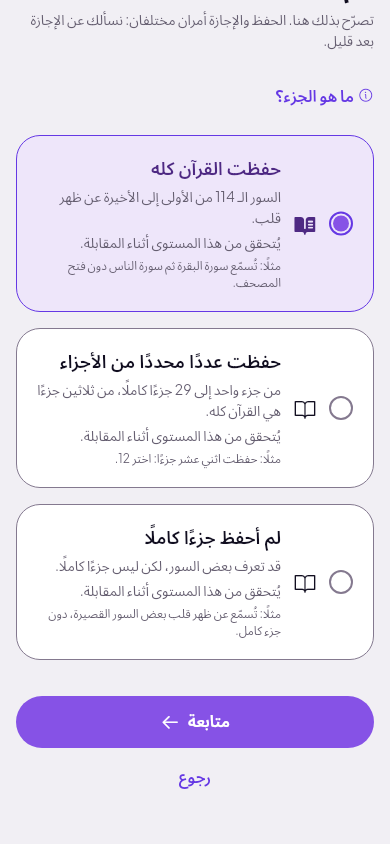 تصرّح بذلك هنا. الحفظ والإجازة أمران مختلفان: نسألك عن الإجازة
بعد قليل.
ما هو الجزء؟
حفظت القرآن كله
السور الـ 114 من الأولى إلى الأخيرة عن ظهر
قلب.
يُتحقق من هذا المستوى أثناء المقابلة.
مثلًا: تُسمّع سورة البقرة ثم سورة الناس دون فتح
المصحف.
حفظت عددًا محددًا من الأجزاء
من جزء واحد إلى 29 جزءًا كاملًا، من ثلاثين جزءًا
هي القرآن كله.
يُتحقق من هذا المستوى أثناء المقابلة.
مثلًا: حفظت اثني عشر جزءًا: اختر 12.
لم أحفظ جزءًا كاملًا
قد تعرف بعض السور، لكن ليس جزءًا كاملًا.
يُتحقق من هذا المستوى أثناء المقابلة.
مثلًا: تُسمّع عن ظهر قلب بعض السور القصيرة، دون
جزء كامل.
متابعة
رجوع